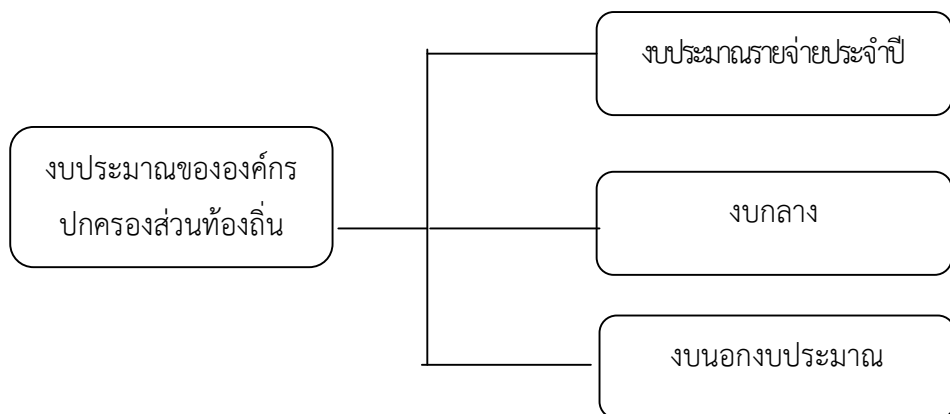 งบประมาณขององค์กร
ปกครองส่วนท้องถิ่น
งบประมาณรายจ่ายประจำปี
งบกลาง
งบนอกงบประมาณ